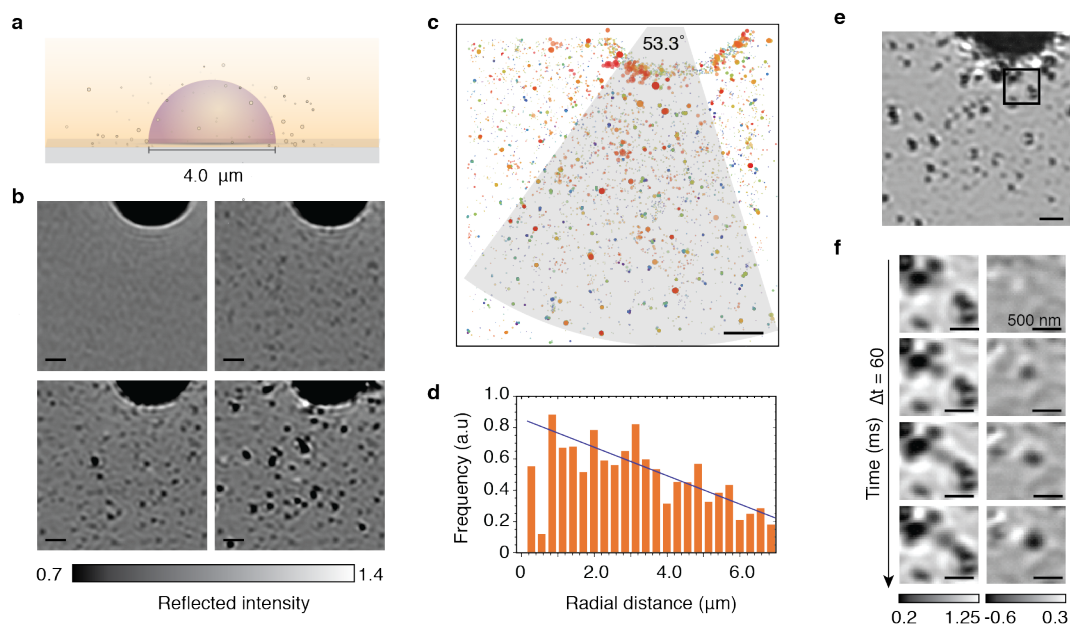 a
4.0 μm
b
0.7
1.4
Reflected intensity
c
53.3°
d
1.0
0.8
0.6
0.4
0.2
0
Frequency (a.u)
0
2.0
4.0
6.0
Radial distance (μm)
e
f
500 nm
Time (ms) Δt = 60
0.2
1.25
-0.6
0.3